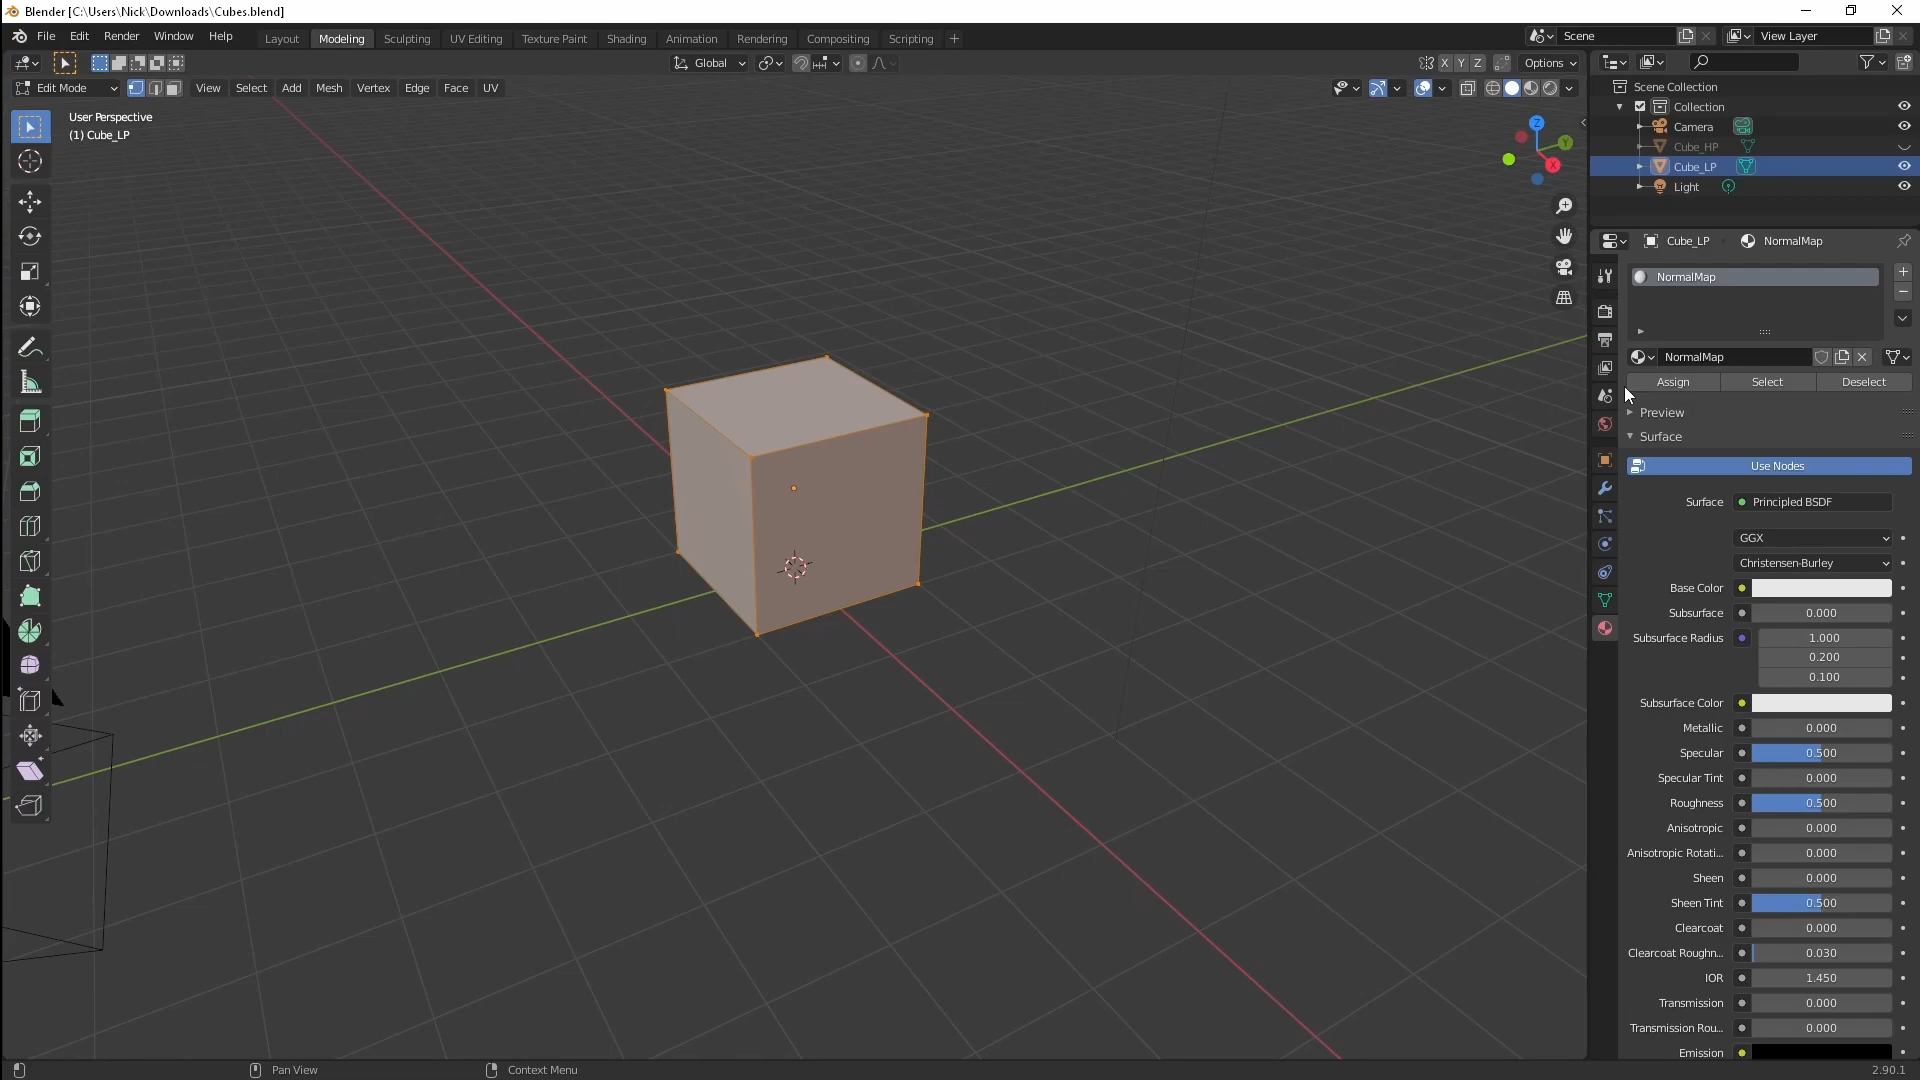 Blender [C:\Users\Nick\Downloads\Cubes.blend]
File Edit Render Window Help Layout Modeling Sculpting UV Editing Texture Paint Shading Animation Rendering Compositing Scripting + Scene View Layer
Global X Y Z Options
Edit Mode View Select Add Mesh Vertex Edge Face UV
User Perspective
(1) Cube_LP
Z
Y
X
Scene Collection
Collection
Camera
Cube_HP
Cube_LP
Light
Cube_LP NormalMap
NormalMap
NormalMap
Assign Select Deselect
Preview
Surface
Use Nodes
Surface Principled BSDF
GGX
Christensen-Burley
Base Color
Subsurface 0.000
Subsurface Radius 1.000
0.200
0.100
Subsurface Color
Metallic 0.000
Specular 0.500
Specular Tint 0.000
Roughness 0.500
Anisotropic 0.000
Anisotropic Rotati... 0.000
Sheen 0.000
Sheen Tint 0.500
Clearcoat 0.000
Clearcoat Roughn... 0.030
IOR 1.450
Transmission 0.000
Transmission Rou... 0.000
Emission
Pan View Context Menu 2.90.1